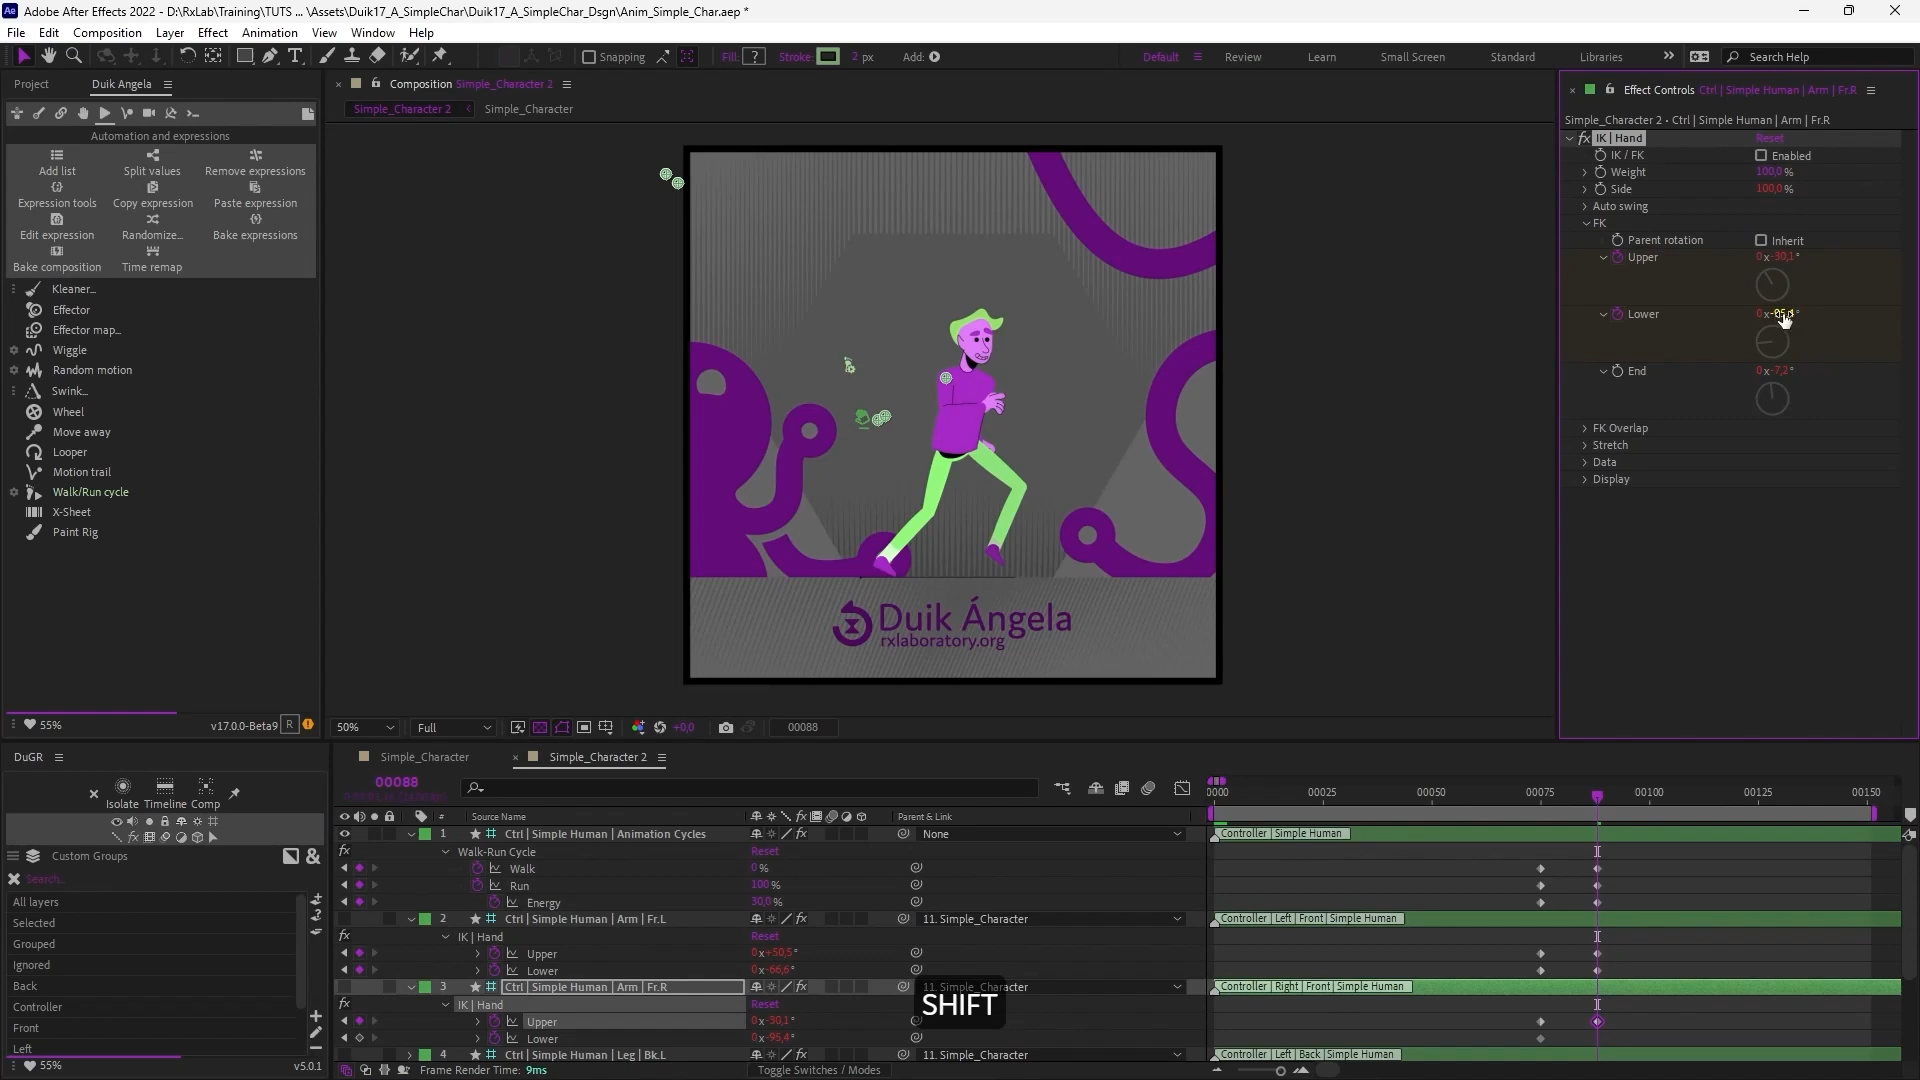 Adobe After Effects 2022 - D:\RxLab\Training\TUTS ... \Assets\Duik17_A_SimpleChar\Duik17_A_SimpleChar_Dsgn\Anim_Simple_Char.aep *
File Edit Composition Layer Effect Animation View Window Help
Snapping Fill: ? Stroke: 2 px Add: Default Review Learn Small Screen Standard Libraries Search Help
Project Duik Angela
Automation and expressions
Add list Split values Remove expressions
Expression tools Copy expression Paste expression
Edit expression Randomize... Bake expressions
Bake composition Time remap
Kleaner...
Effector
Effector map...
Wiggle
Random motion
Swink...
Wheel
Move away
Looper
Motion trail
Walk/Run cycle
X-Sheet
Paint Rig
55% v17.0.0-Beta9 R
Composition Simple_Character 2
Simple_Character 2 Simple_Character
Duik Ángela
rxlaboratory.org
50% Full +0,0 00088
Effect Controls Ctrl | Simple Human | Arm | Fr.R
Simple_Character 2 • Ctrl | Simple Human | Arm | Fr.R
fx IK | Hand Reset
IK / FK Enabled
Weight 100,0 %
Side 100,0 %
Auto swing
FK
Parent rotation Inherit
Upper 0x-30,1°
Lower
End 0x-7,2°
FK Overlap
Stretch
Data
Display
DuGR
Isolate Timeline Comp
Custom Groups
Search...
All layers
Selected
Grouped
Ignored
Back
Controller
Front
Left
55% v5.0.1
Simple_Character Simple_Character 2
00088
0000 00025 00050 00075 00100 00125 00150
# Source Name Parent & Link
1 Ctrl | Simple Human | Animation Cycles None Controller | Simple Human
Walk-Run Cycle Reset
Walk 0 %
Run 100 %
Energy 30,0 %
2 Ctrl | Simple Human | Arm | Fr.L 11. Simple_Character Controller | Left | Front | Simple Human
IK | Hand Reset
Upper 0x+50,5°
Lower 0x-66,6°
3 Ctrl | Simple Human | Arm | Fr.R 11. Simple_Character Controller | Right | Front | Simple Human
IK | Hand Reset
SHIFT
Upper 0x-30,1°
Lower 0x-95,4°
4 Ctrl | Simple Human | Leg | Bk.L 11. Simple_Character Controller | Left | Back | Simple Human
Frame Render Time: 9ms Toggle Switches / Modes